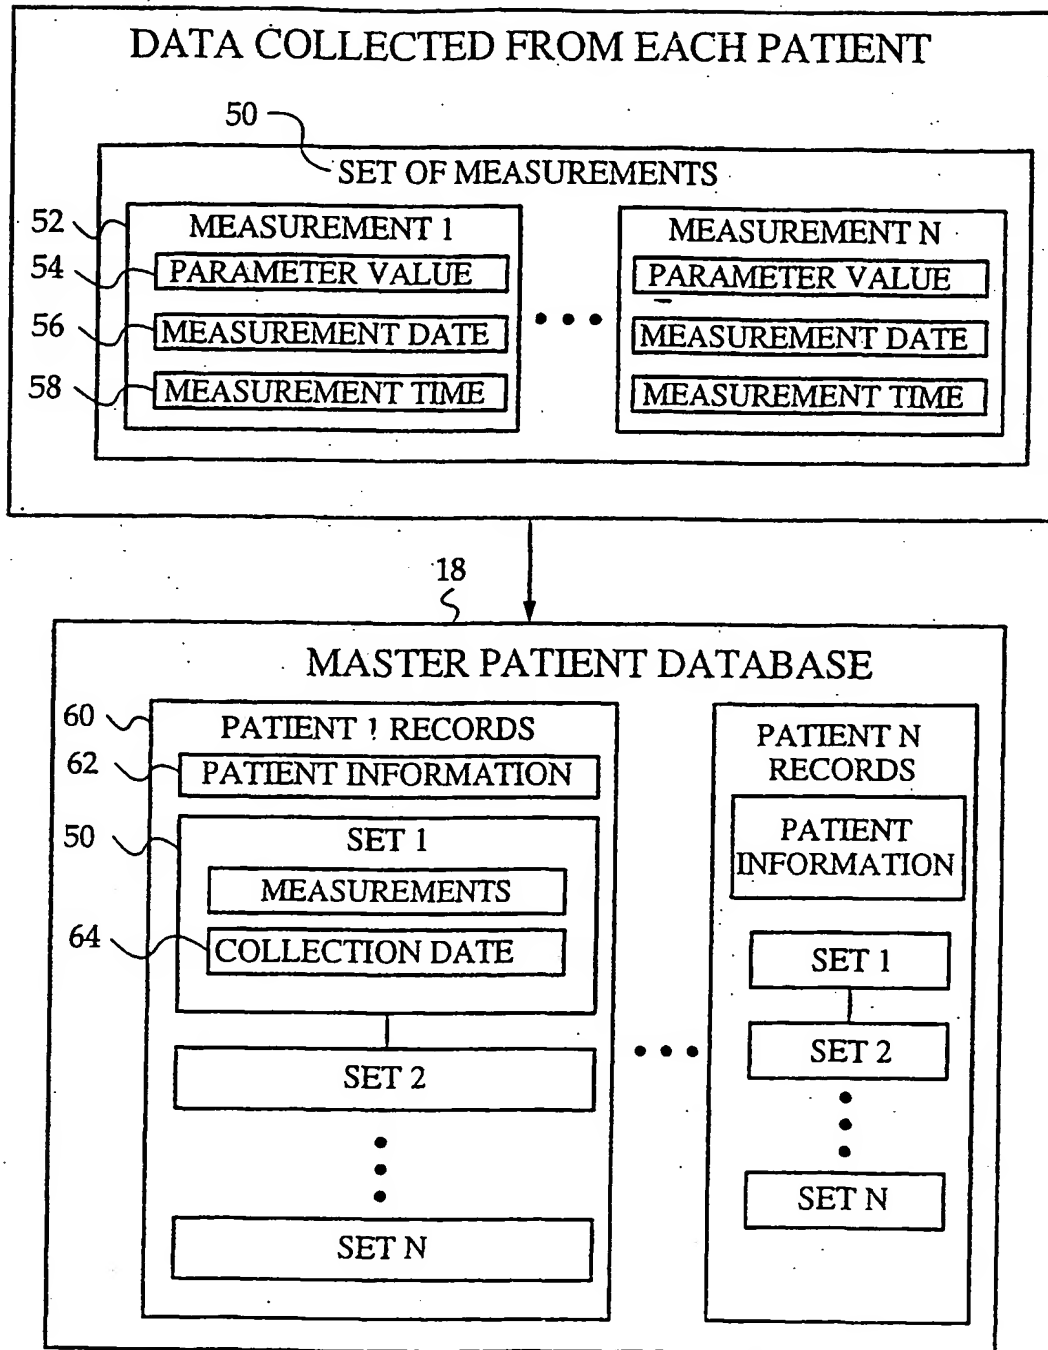 DATA COLLECTED FROM EACH PATIENT
50
SET OF MEASUREMENTS
52
MEASUREMENT 1
54
PARAMETER VALUE
56
MEASUREMENT DATE
58
MEASUREMENT TIME
• • •
MEASUREMENT N
PARAMETER VALUE
MEASUREMENT DATE
MEASUREMENT TIME
18
MASTER PATIENT DATABASE
60
PATIENT 1 RECORDS
62
PATIENT INFORMATION
50
SET 1
MEASUREMENTS
64
COLLECTION DATE
SET 2
SET N
• • •
PATIENT N
RECORDS
PATIENT
INFORMATION
SET 1
SET 2
SET N